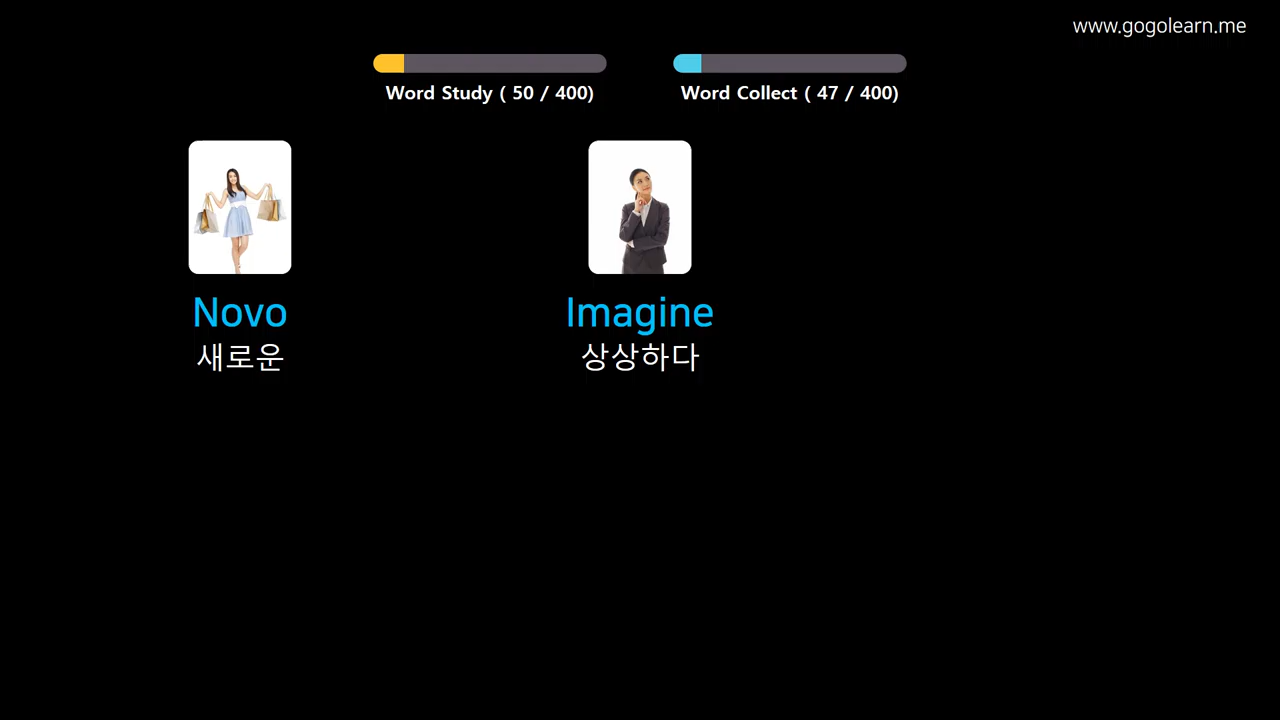 www.gogolearn.me
Word Study ( 50 / 400)
Word Collect ( 47 / 400)
Novo
새로운
Imagine
상상하다